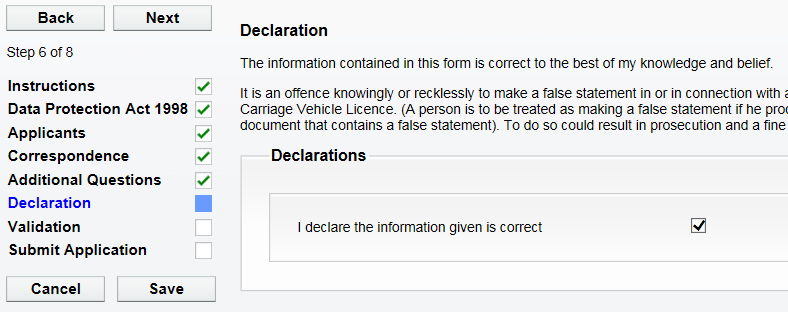 Back Next
Step 6 of 8
Instructions
Data Protection Act 1998
Applicants
Correspondence
Additional Questions
Declaration
Validation
Submit Application
Cancel Save
Declaration
The information contained in this form is correct to the best of my knowledge and belief.
It is an offence knowingly or recklessly to make a false statement in or in connection with a
Carriage Vehicle Licence. (A person is to be treated as making a false statement if he pro
document that contains a false statement). To do so could result in prosecution and a fine
Declarations
I declare the information given is correct